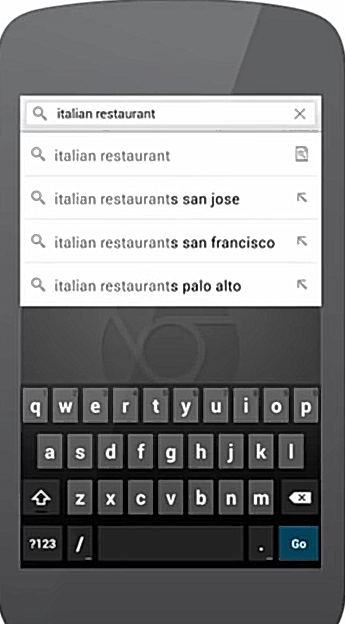 italian restaurant
italian restaurant
italian restaurants san jose
italian restaurants san francisco
italian restaurants palo alto
q w e r t y u i o p
a s d f g h j k l
z x c v b n m
?123 / . Go